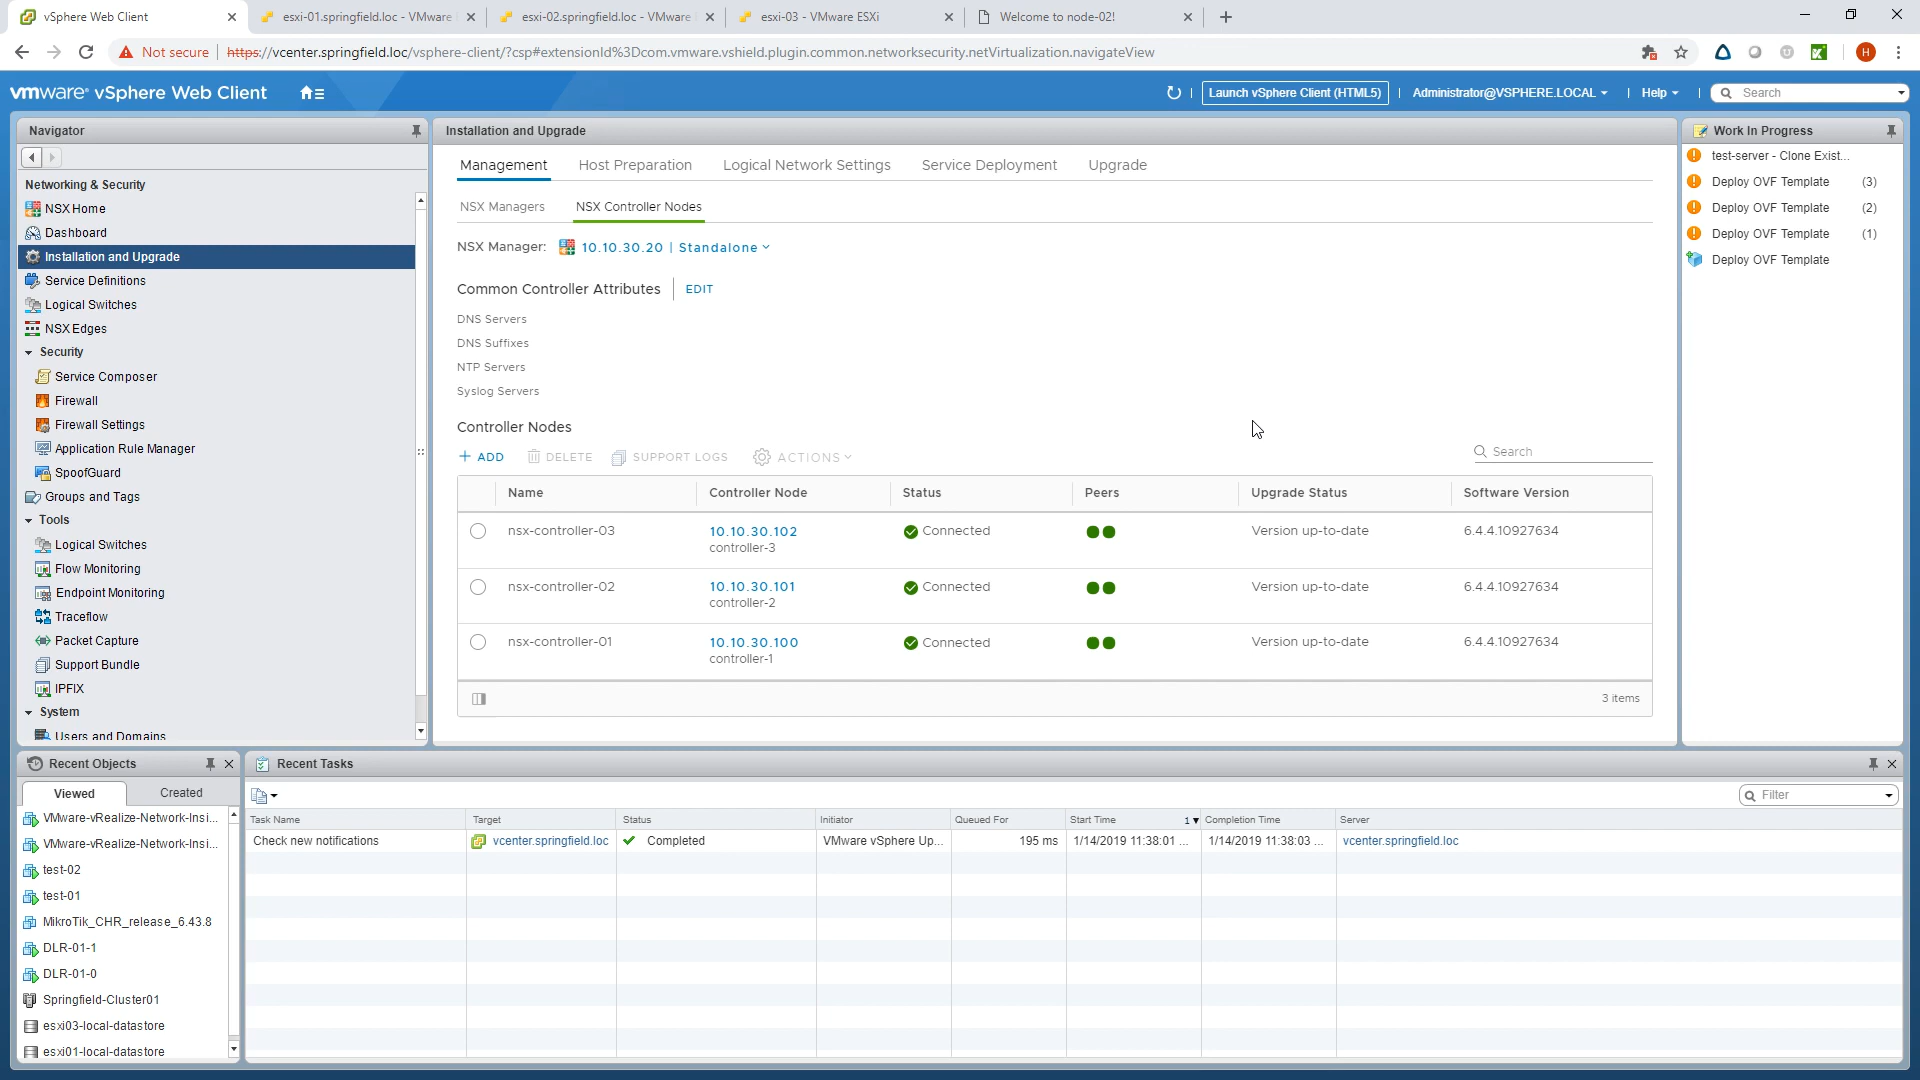 vSphere Web Client
esxi-01.springfield.loc - VMware
esxi-02.springfield.loc - VMware
esxi-03 - VMware ESXi
Welcome to node-02!
Not secure
https://vcenter.springfield.loc/vsphere-client/?csp#extensionId%3Dcom.vmware.vshield.plugin.common.networksecurity.netVirtualization.navigateView
H
vmware® vSphere Web Client
Launch vSphere Client (HTML5)
Administrator@VSPHERE.LOCAL
Help
Search
Navigator
Networking & Security
NSX Home
Dashboard
Installation and Upgrade
Service Definitions
Logical Switches
NSX Edges
Security
Service Composer
Firewall
Firewall Settings
Application Rule Manager
SpoofGuard
Groups and Tags
Tools
Logical Switches
Flow Monitoring
Endpoint Monitoring
Traceflow
Packet Capture
Support Bundle
IPFIX
System
Users and Domains
Installation and Upgrade
Management Host Preparation Logical Network Settings Service Deployment Upgrade
NSX Managers NSX Controller Nodes
NSX Manager: 10.10.30.20 | Standalone
Common Controller Attributes EDIT
DNS Servers
DNS Suffixes
NTP Servers
Syslog Servers
Controller Nodes
ADD DELETE SUPPORT LOGS ACTIONS
Search
Name Controller Node Status Peers Upgrade Status Software Version
nsx-controller-03 10.10.30.102 Connected Version up-to-date 6.4.4.10927634
controller-3
nsx-controller-02 10.10.30.101 Connected Version up-to-date 6.4.4.10927634
controller-2
nsx-controller-01 10.10.30.100 Connected Version up-to-date 6.4.4.10927634
controller-1
3 items
Work In Progress
test-server - Clone Exist...
Deploy OVF Template (3)
Deploy OVF Template (2)
Deploy OVF Template (1)
Deploy OVF Template
Recent Objects
Viewed Created
VMware-vRealize-Network-Insi...
VMware-vRealize-Network-Insi...
test-02
test-01
MikroTik_CHR_release_6.43.8
DLR-01-1
DLR-01-0
Springfield-Cluster01
esxi03-local-datastore
esxi01-local-datastore
Recent Tasks
Filter
Task Name Target Status Initiator Queued For Start Time 1 Completion Time Server
Check new notifications vcenter.springfield.loc Completed VMware vSphere Up... 195 ms 1/14/2019 11:38:01 ... 1/14/2019 11:38:03 ... vcenter.springfield.loc